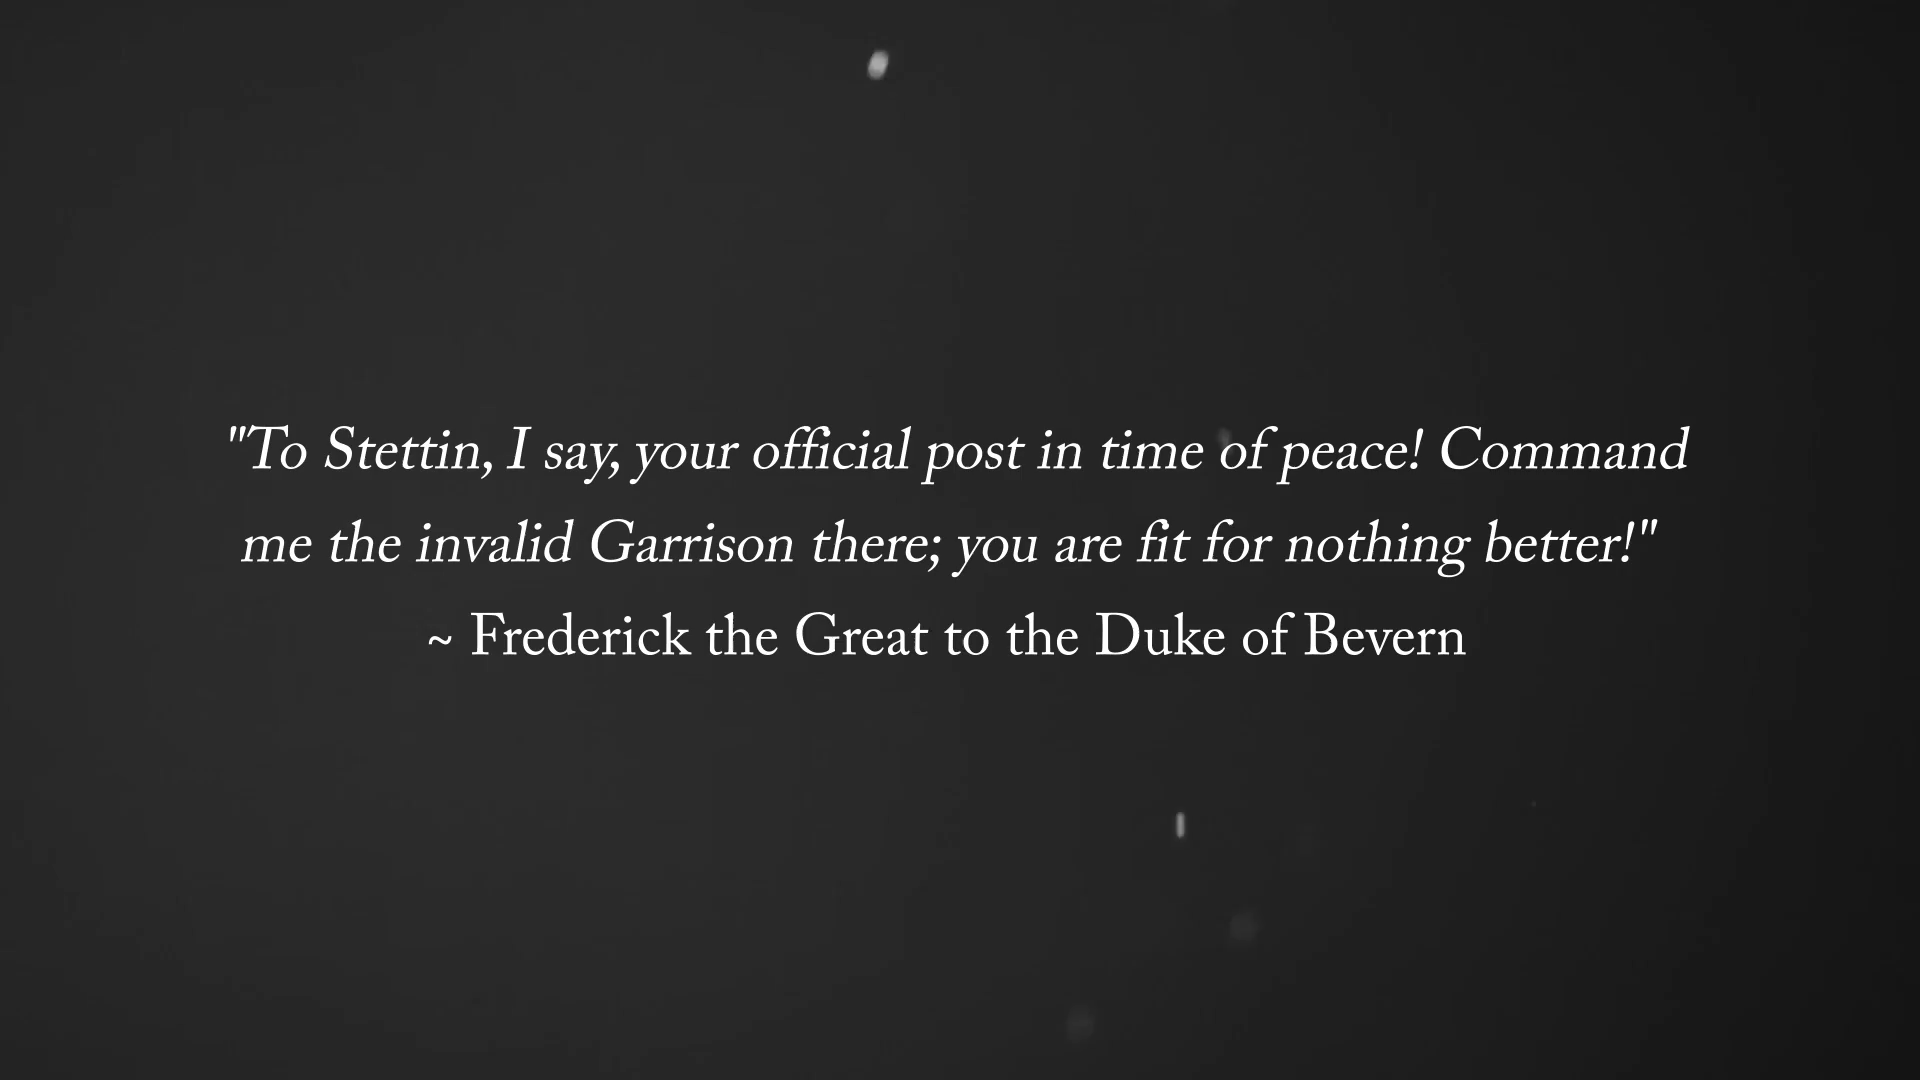 "To Stettin, I say, your official post in time of peace! Command
me the invalid Garrison there; you are fit for nothing better!"
~ Frederick the Great to the Duke of Bevern